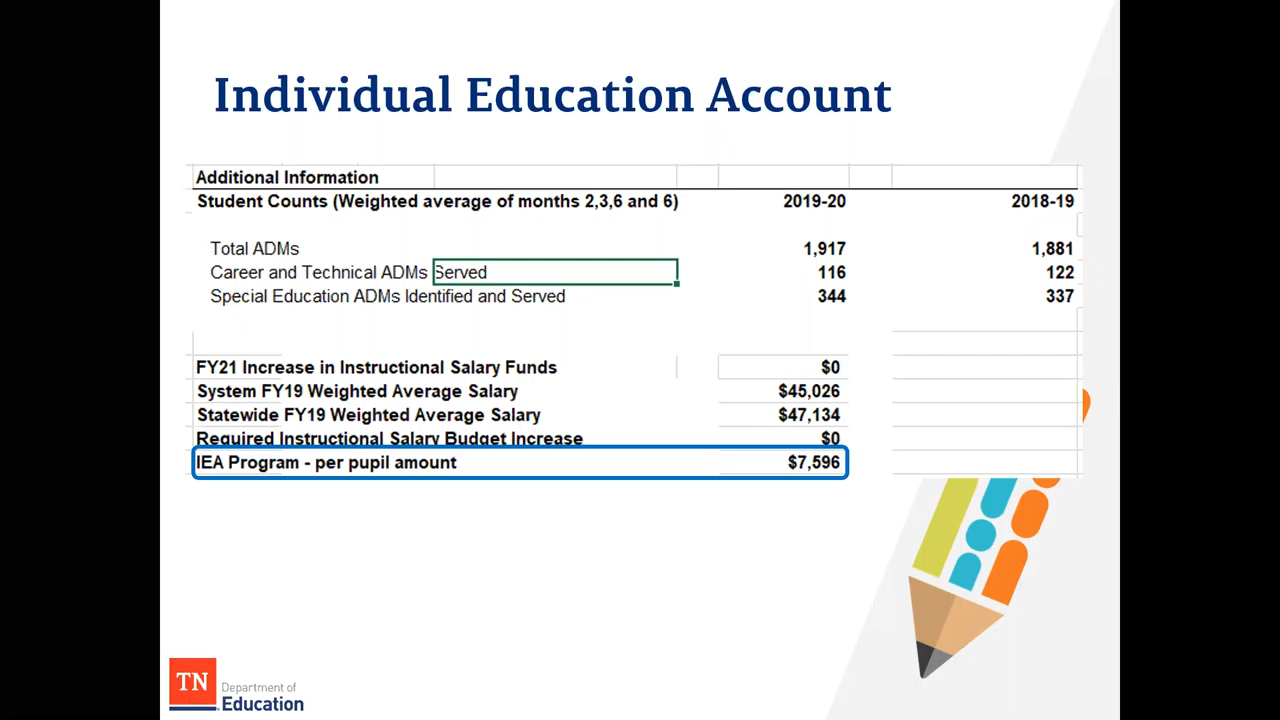 Individual Education Account
Additional Information
Student Counts (Weighted average of months 2,3,6 and 6) 2019-20 2018-19
Total ADMs 1,917 1,881
Career and Technical ADMs Served 116 122
Special Education ADMs Identified and Served 344 337
FY21 Increase in Instructional Salary Funds $0
System FY19 Weighted Average Salary $45,026
Statewide FY19 Weighted Average Salary $47,134
Required Instructional Salary Budget Increase $0
IEA Program - per pupil amount $7,596
TN
Department of
Education